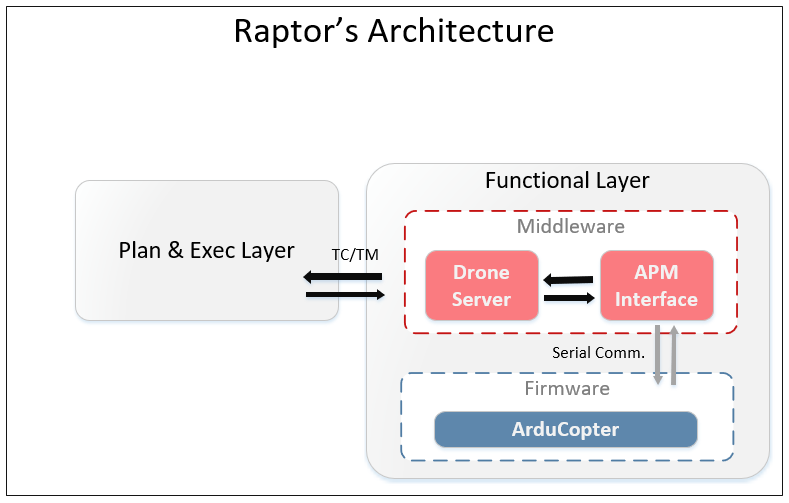 Raptor's Architecture
Functional Layer
Middleware
Plan & Exec Layer
TC/TM
Drone
Server
APM
Interface
Serial Comm.
Firmware
ArduCopter